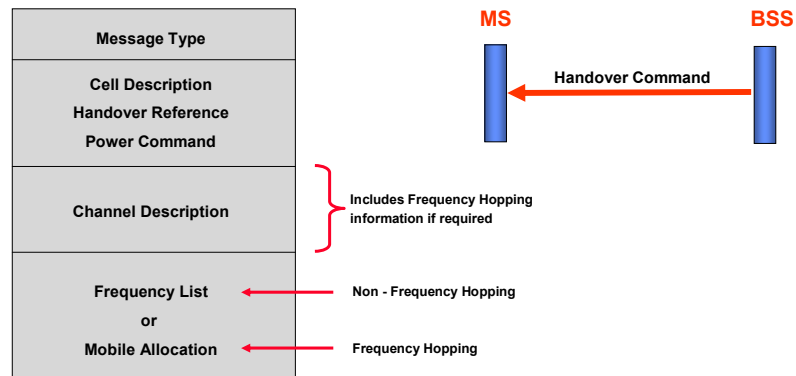 Message Type
Cell Description
Handover Reference
Power Command
Channel Description
Includes Frequency Hopping
information if required
Frequency List
Non - Frequency Hopping
or
Mobile Allocation
Frequency Hopping
MS
BSS
Handover Command